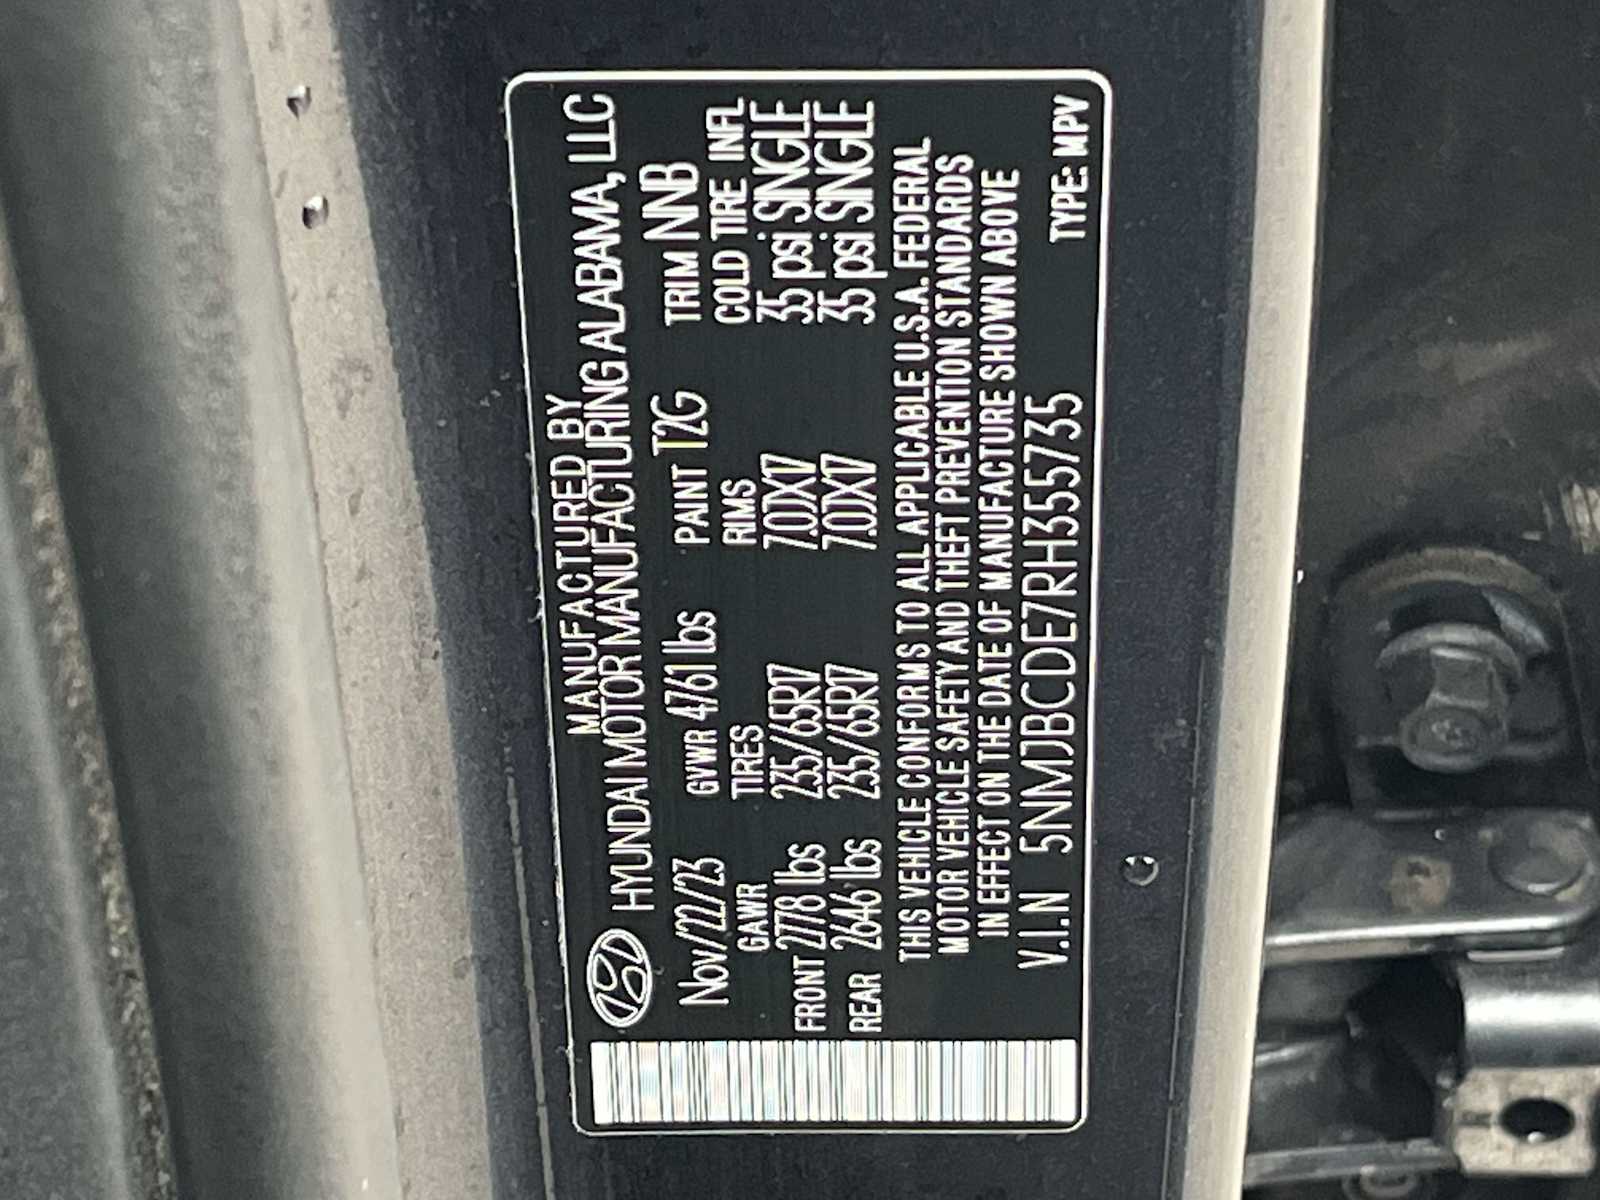 MANUFACTURED BY
HYUNDAI MOTOR MANUFACTURING ALABAMA, LLC
Nov/22/23 GVWR 4761 lbs PAINT T2G TRIM NNB
GAWR TIRES RIMS COLD TIRE INFL
FRONT 2778 lbs 235/65R17 7.0JX17 35 psi SINGLE
REAR 2646 lbs 235/65R17 7.0JX17 35 psi SINGLE
THIS VEHICLE CONFORMS TO ALL APPLICABLE U.S.A. FEDERAL
MOTOR VEHICLE SAFETY AND THEFT PREVENTION STANDARDS
IN EFFECT ON THE DATE OF MANUFACTURE SHOWN ABOVE
V.I.N 5NMJBCDE7RH355735 TYPE: MPV